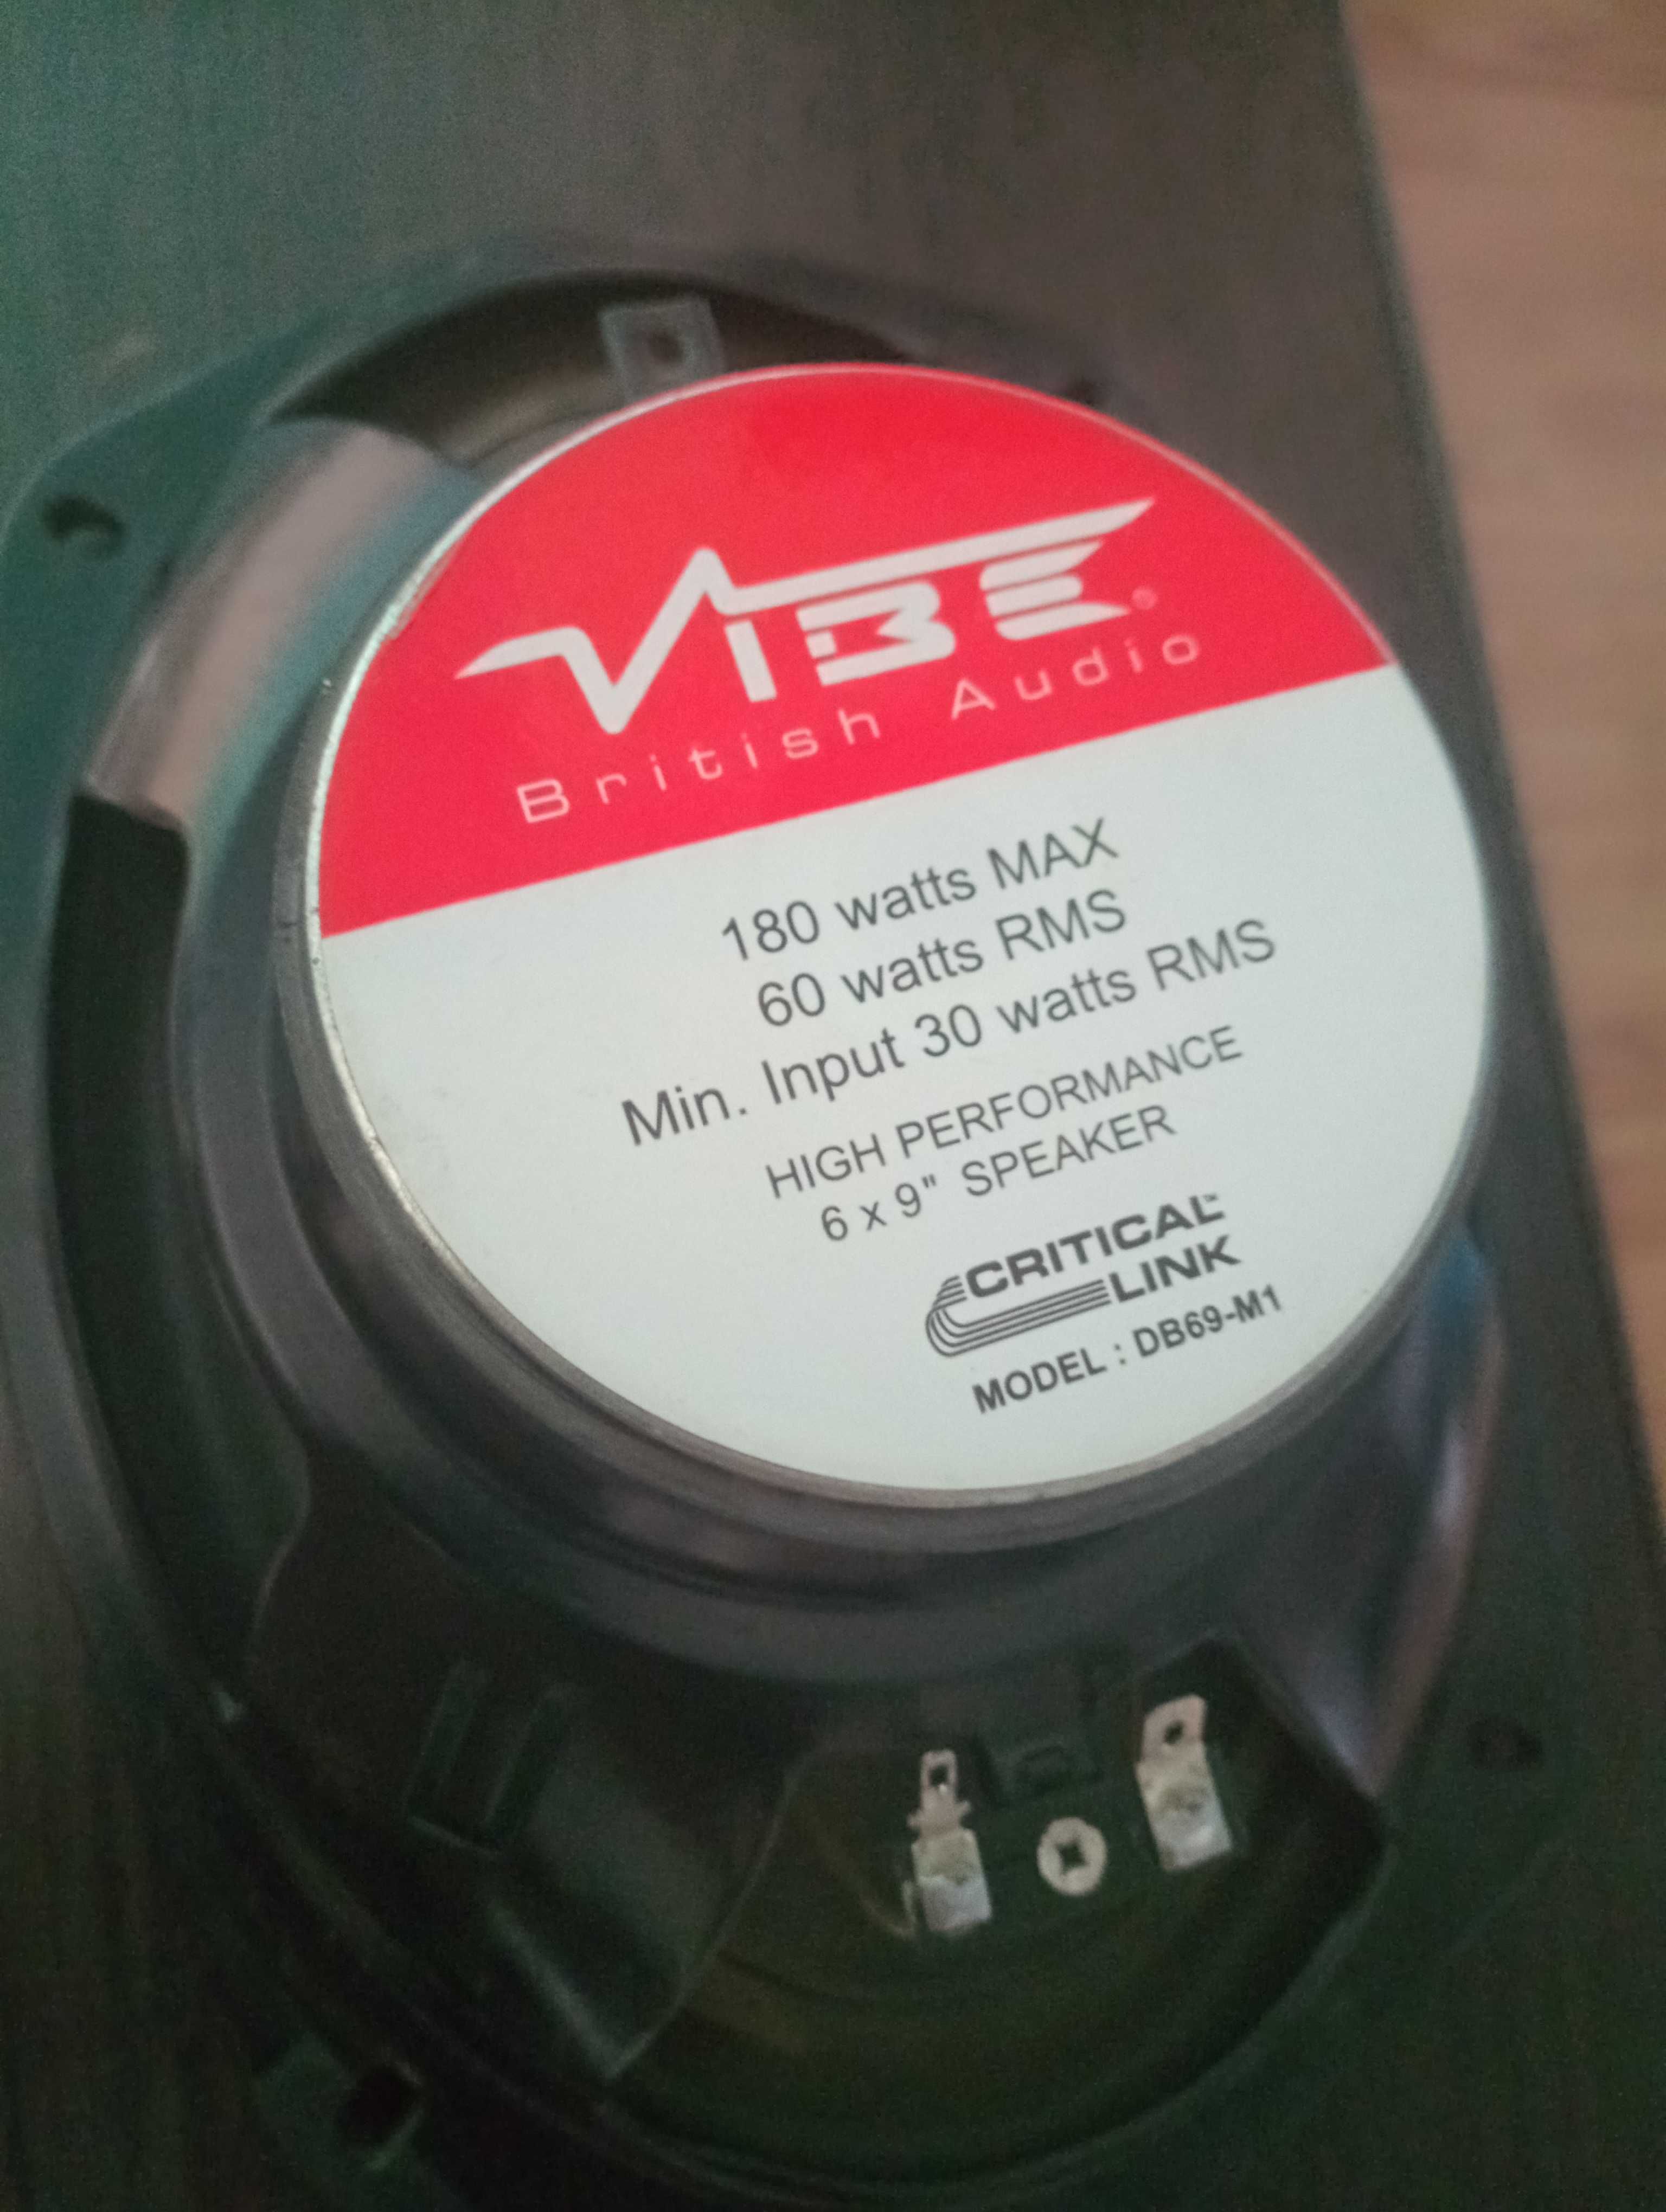 VIBE®
British Audio
180 watts MAX
60 watts RMS
Min. Input 30 watts RMS
HIGH PERFORMANCE
6 x 9" SPEAKER
CRITICAL™
LINK
MODEL : DB69-M1